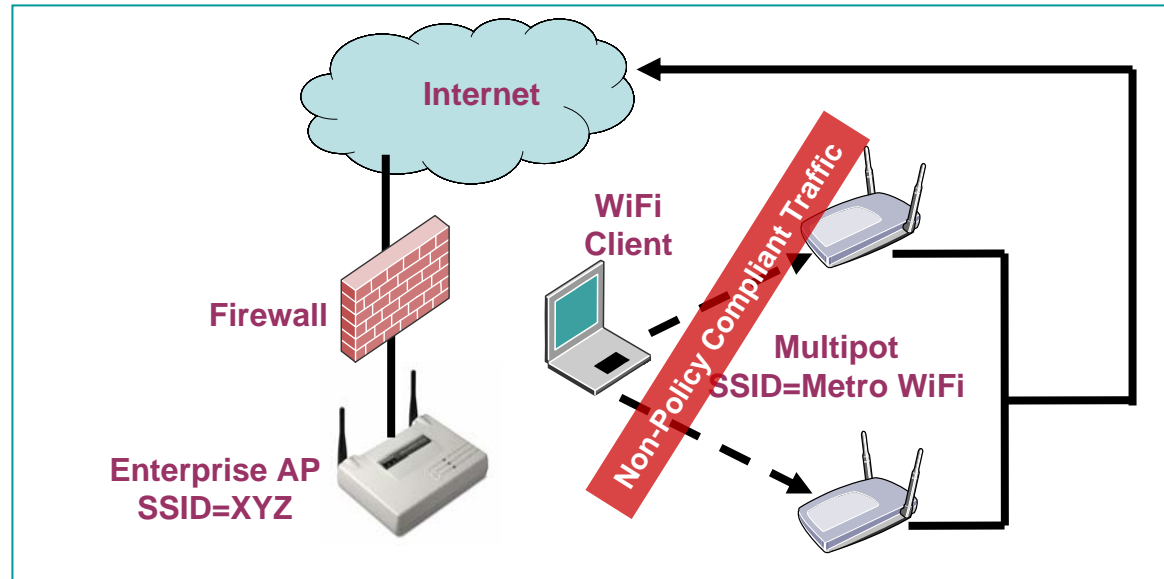 Internet
WiFi
Client
Firewall
Non-Policy Compliant Traffic
Multipot
SSID=Metro WiFi
Enterprise AP
SSID=XYZ